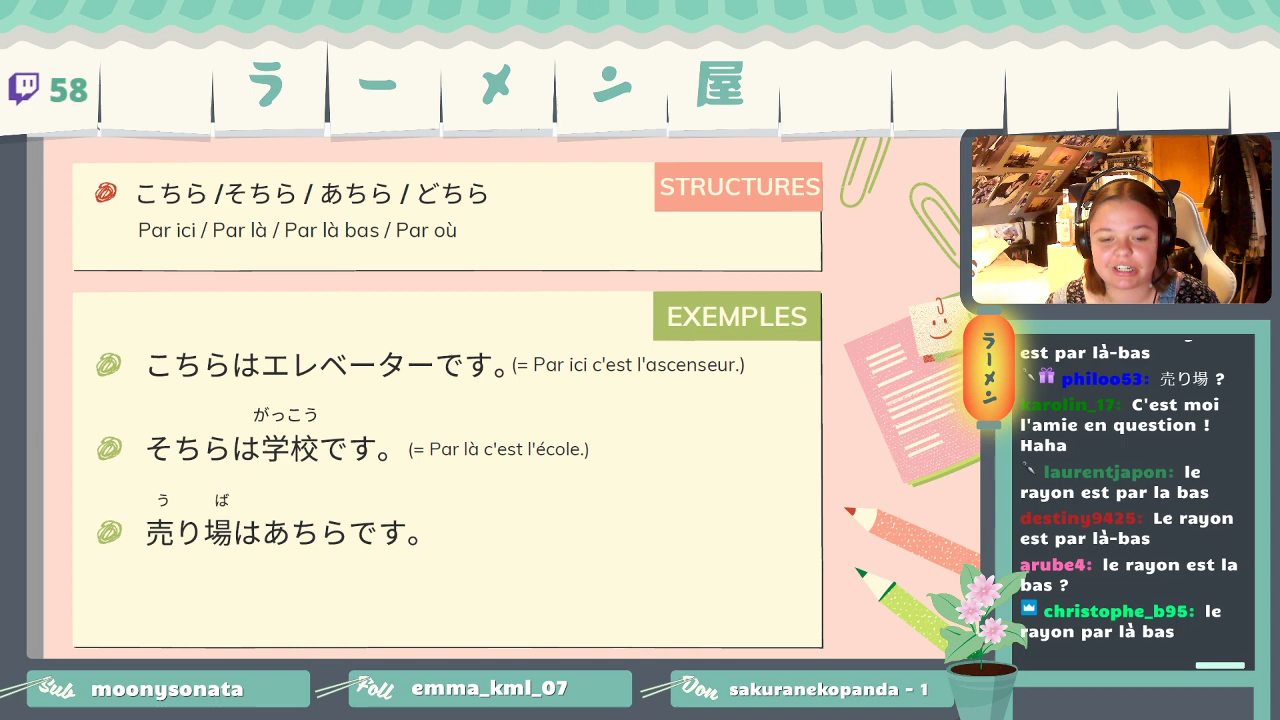 58
ラーメン屋
STRUCTURES
こちら /そちら / あちら / どちら
Par ici / Par là / Par là bas / Par où
EXEMPLES
こちらはエレベーターです。(= Par ici c'est l'ascenseur.)
がっこう
そちらは学校です。 (= Par là c'est l'école.)
う ば
売り場はあちらです。
ラーメン
est par là-bas
philoo53: 売り場 ?
karolin_17: C'est moi
l'amie en question !
Haha
laurentjapon: le
rayon est par la bas
destiny9425: Le rayon
est par là-bas
arube4: le rayon est la
bas ?
christophe_b95: le
rayon par là bas
Sub moonysonata
Foll emma_kml_07
Don sakuranekopanda - 1